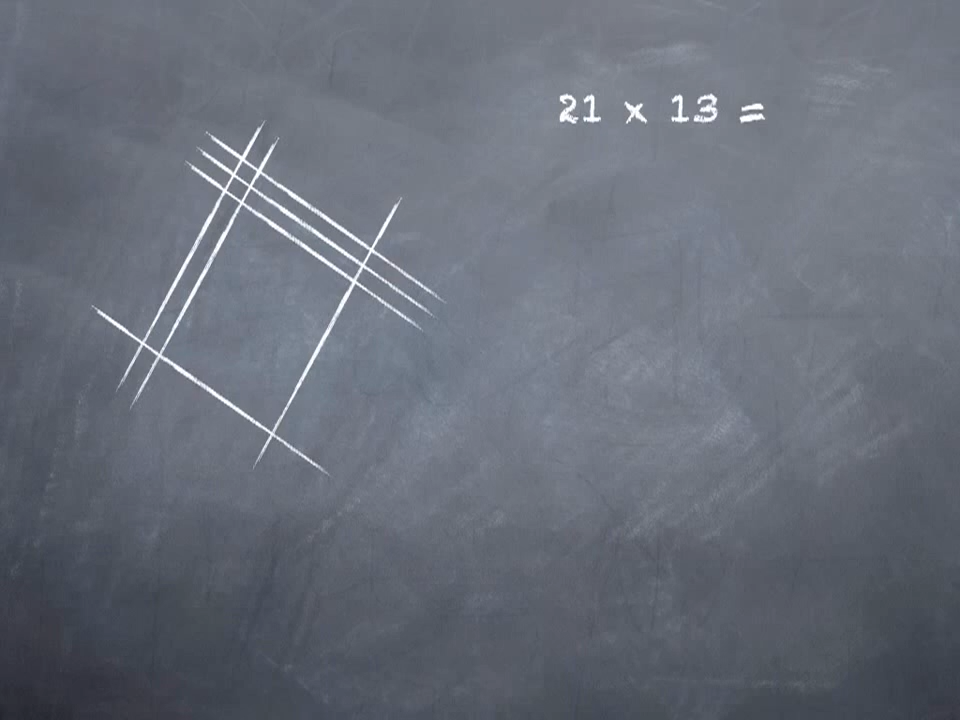 21 x 13 =